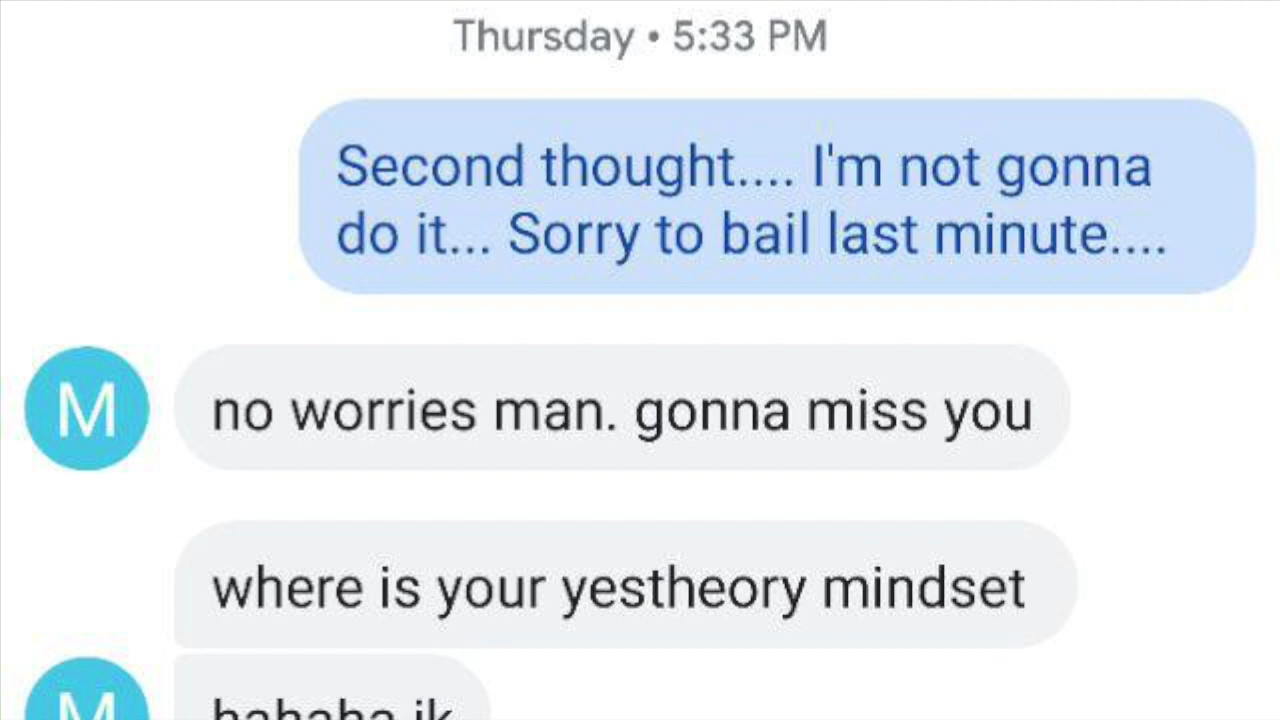 Thursday • 5:33 PM
Second thought.... I'm not gonna
do it... Sorry to bail last minute....
M
no worries man. gonna miss you
where is your yestheory mindset
M
hahaha jk